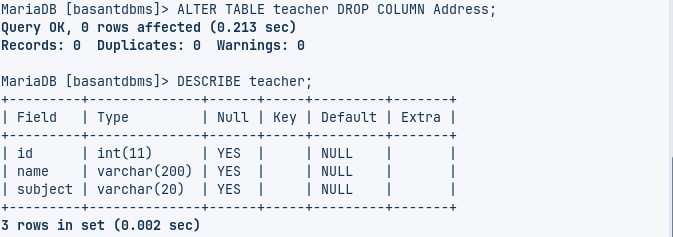 MariaDB [basantdbms]> ALTER TABLE teacher DROP COLUMN Address;
Query OK, 0 rows affected (0.213 sec)
Records: 0  Duplicates: 0  Warnings: 0

MariaDB [basantdbms]> DESCRIBE teacher;
+---------+--------------+------+-----+---------+-------+
| Field   | Type         | Null | Key | Default | Extra |
+---------+--------------+------+-----+---------+-------+
| id      | int(11)      | YES  |     | NULL    |       |
| name    | varchar(200) | YES  |     | NULL    |       |
| subject | varchar(20)  | YES  |     | NULL    |       |
+---------+--------------+------+-----+---------+-------+
3 rows in set (0.002 sec)